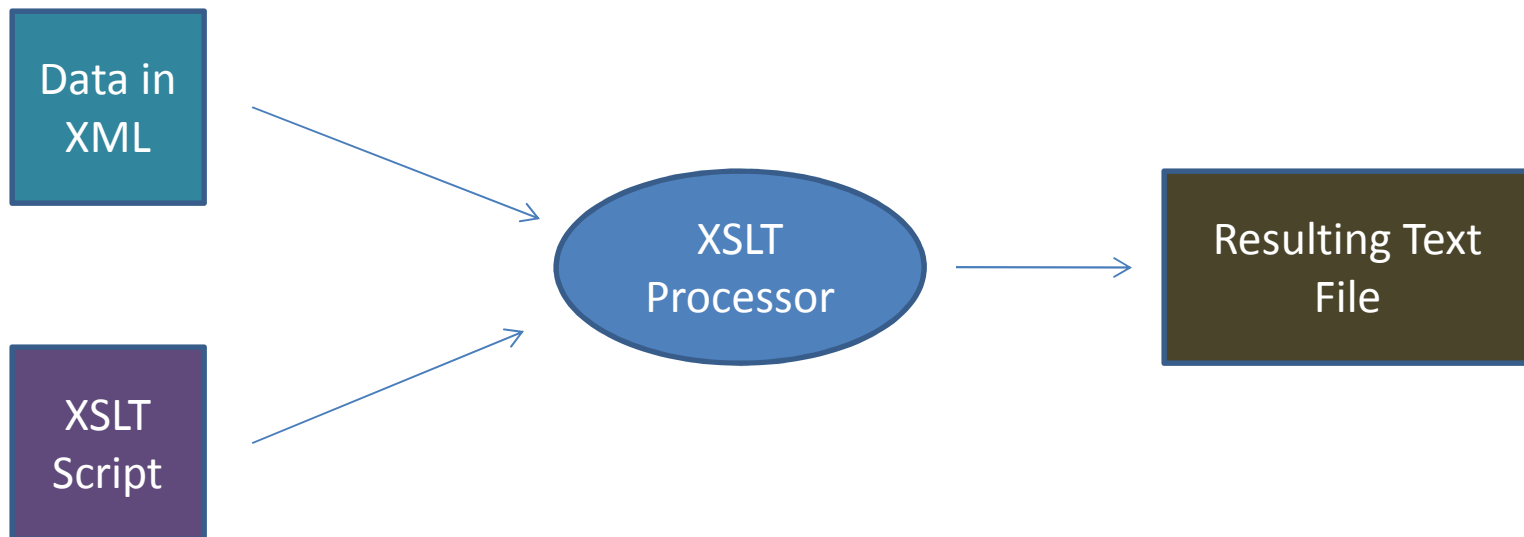 Data in
XML
XSLT
Script
XSLT
Processor
Resulting Text
File